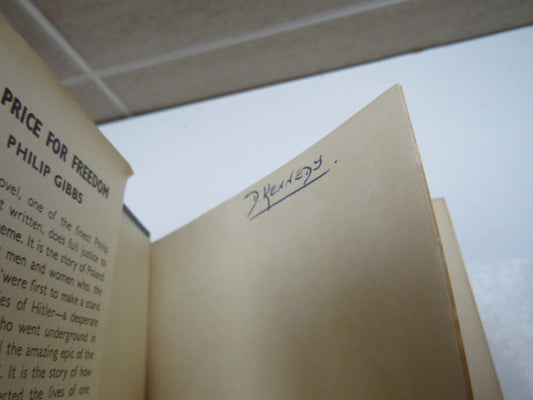 PRICE FOR FREEDOM
PHILIP GIBBS
ovel, one of the finest Philip
t written, does full justice to
eme. It is the story of Poland
men and women who, the
were first to make a stand
es of Hitler—a desperate
ho went underground in
the amazing epic of the
. It is the story of how
cted the lives of one
D KENNEDY.